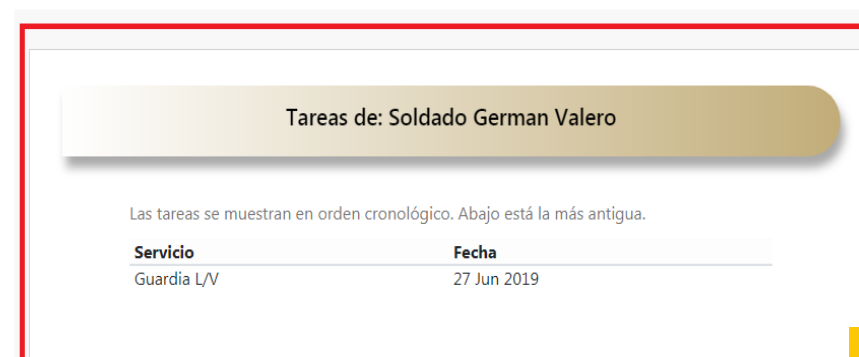 Tareas de: Soldado German Valero
Las tareas se muestran en orden cronológico. Abajo está la más antigua.
Servicio Fecha
Guardia L/V 27 Jun 2019